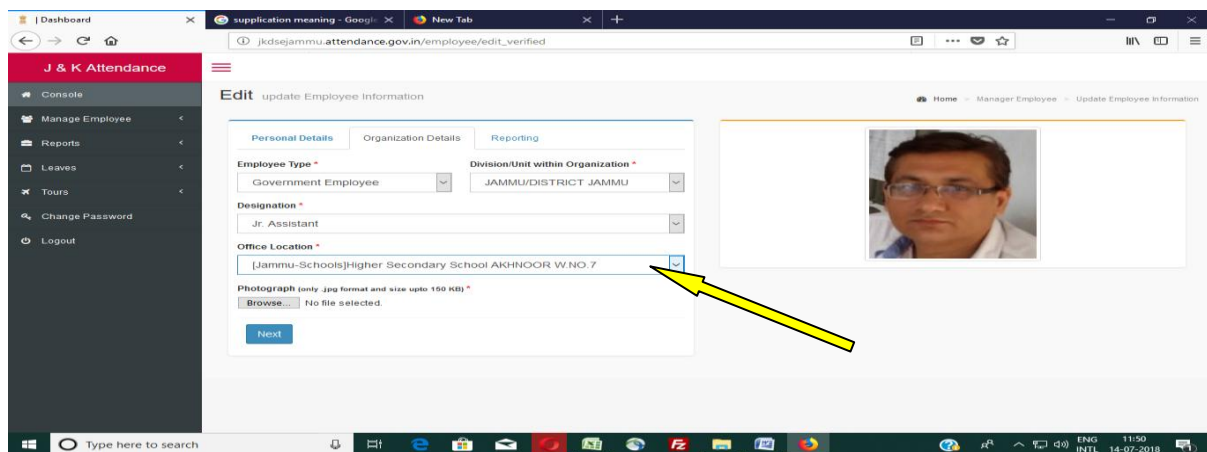 | Dashboard
supplication meaning - Google
New Tab
jkdsejammu.attendance.gov.in/employee/edit_verified
J & K Attendance
Console
Edit update Employee Information
Home
Manager Employee
Update Employee Information
Manage Employee
Reports
Leaves
Tours
Change Password
Logout
Personal Details
Organization Details
Reporting
Employee Type *
Division/Unit within Organization *
Government Employee
JAMMU/DISTRICT JAMMU
Designation *
Jr. Assistant
Office Location *
[Jammu-Schools]Higher Secondary School AKHNOOR W.NO.7
Photograph (only .jpg format and size upto 150 KB) *
Browse... No file selected.
Next
Type here to search
ENG
INTL
11:50
14-07-2018